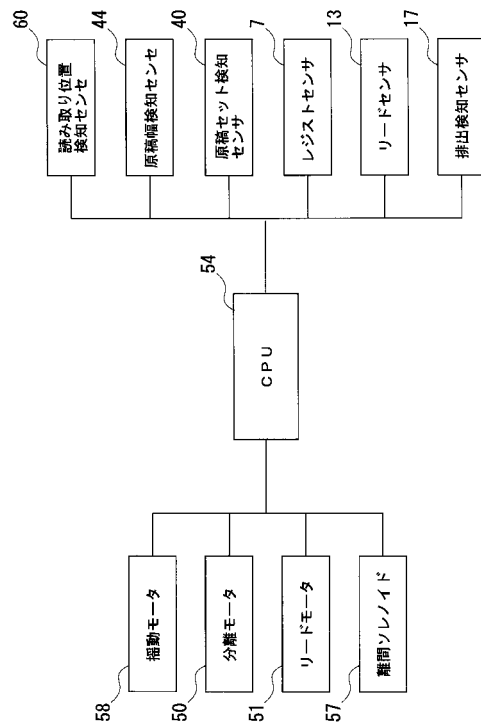 60
読み取り位置
検知センセ
44
原稿幅検知センセ
40
原稿セット検知
センサ
7
レジストセンサ
13
リードセンサ
17
排出検知センサ
54
CPU
58
揺動モータ
50
分離モータ
51
リードモータ
57
離間ソレノイド